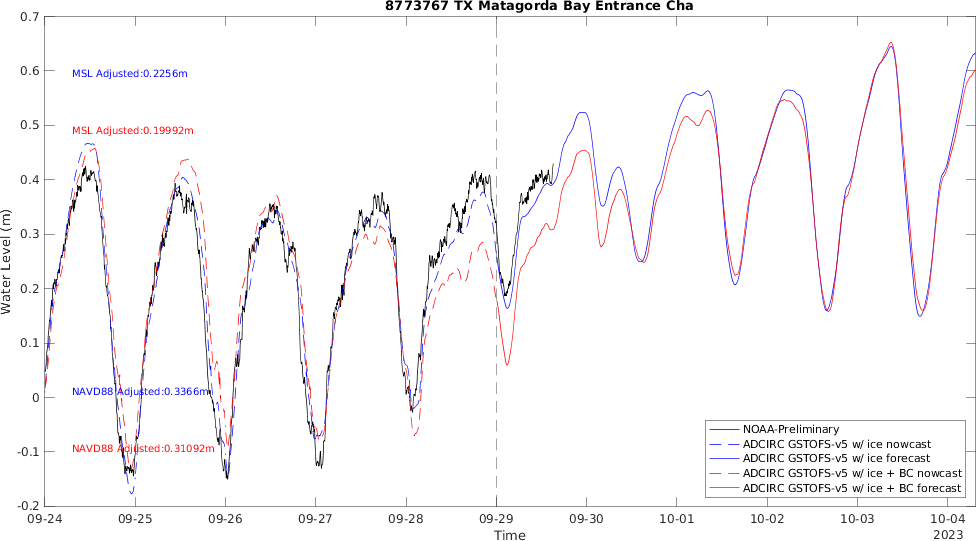 8773767 TX Matagorda Bay Entrance Cha
0.7
0.6
0.5
0.4
0.3
0.2
0.1
0
-0.1
-0.2
Water Level (m)
MSL Adjusted:0.2256m
MSL Adjusted:0.19992m
NAVD88 Adjusted:0.3366m
NAVD88 Adjusted:0.31092m
NOAA-Preliminary
ADCIRC GSTOFS-v5 w/ ice nowcast
ADCIRC GSTOFS-v5 w/ ice forecast
ADCIRC GSTOFS-v5 w/ ice + BC nowcast
ADCIRC GSTOFS-v5 w/ ice + BC forecast
09-24 09-25 09-26 09-27 09-28 09-29 09-30 10-01 10-02 10-03 10-04
Time 2023